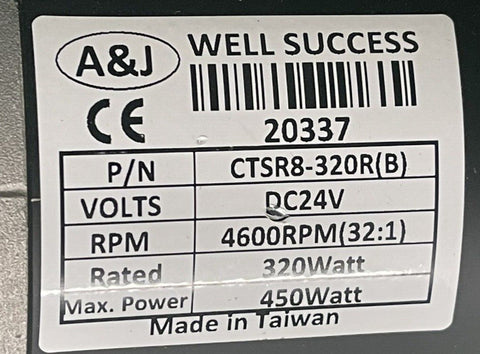 A&J WELL SUCCESS
CE 20337
P/N CTSR8-320R(B)
VOLTS DC24V
RPM 4600RPM(32:1)
Rated 320Watt
Max. Power 450Watt
Made in Taiwan